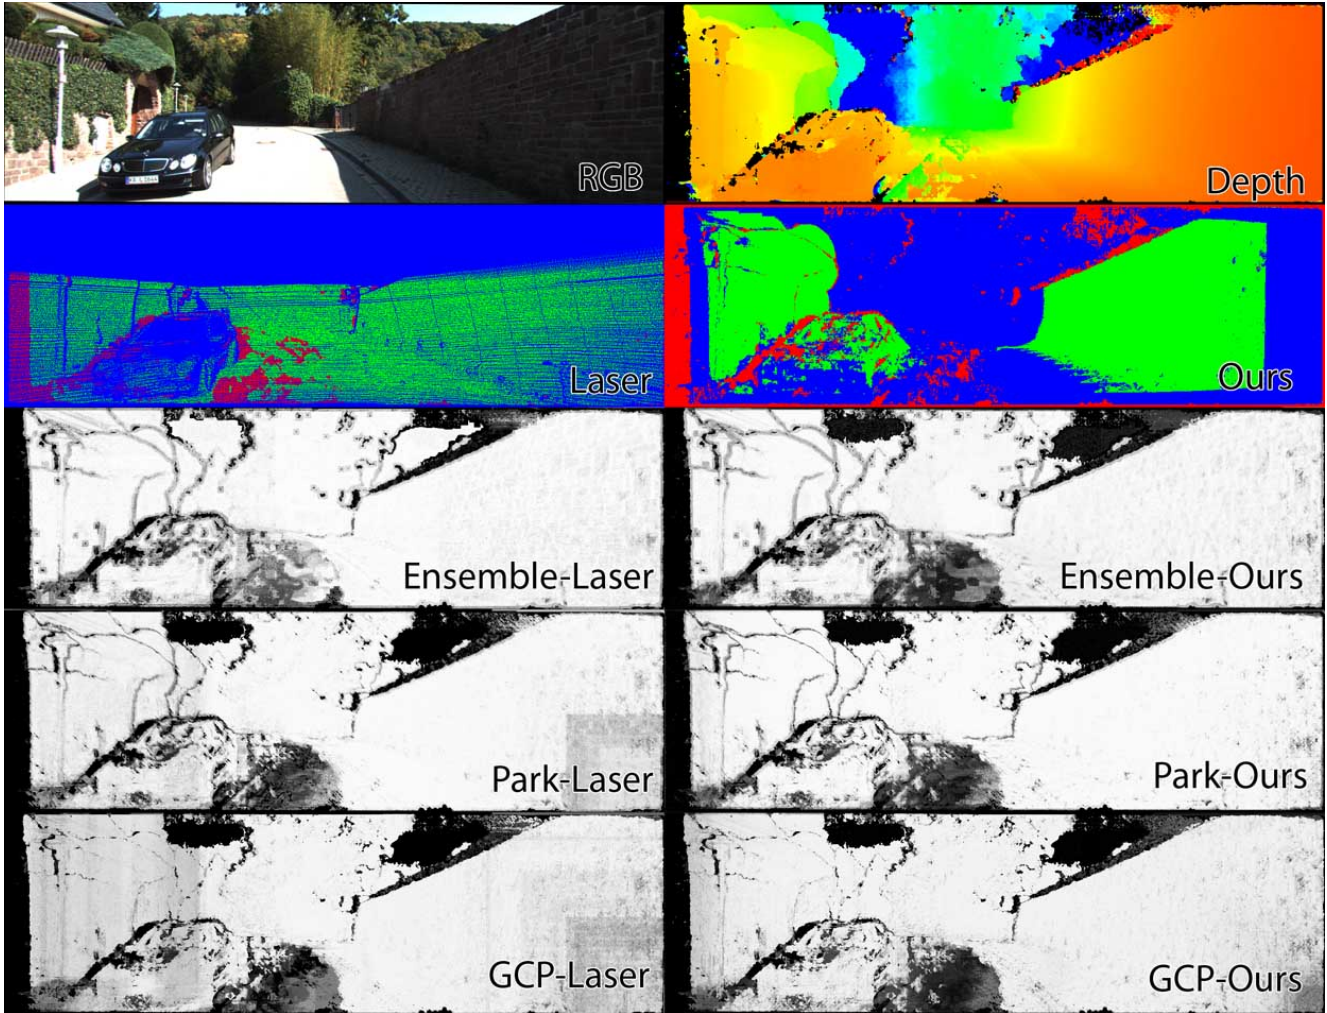 RGB
Depth
Laser
Ours
Ensemble-Laser
Ensemble-Ours
Park-Laser
Park-Ours
GCP-Laser
GCP-Ours